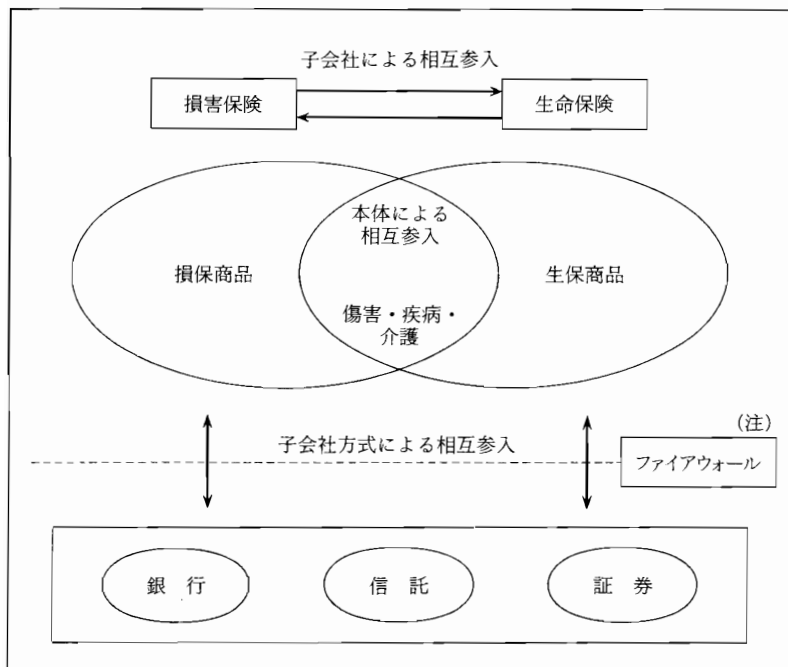 子会社による相互参入
損害保険
生命保険
本体による
相互参入
損保商品
生保商品
傷害・疾病・
介護
(注)
子会社方式による相互参入
ファイアウォール
銀 行
信 託
証 券